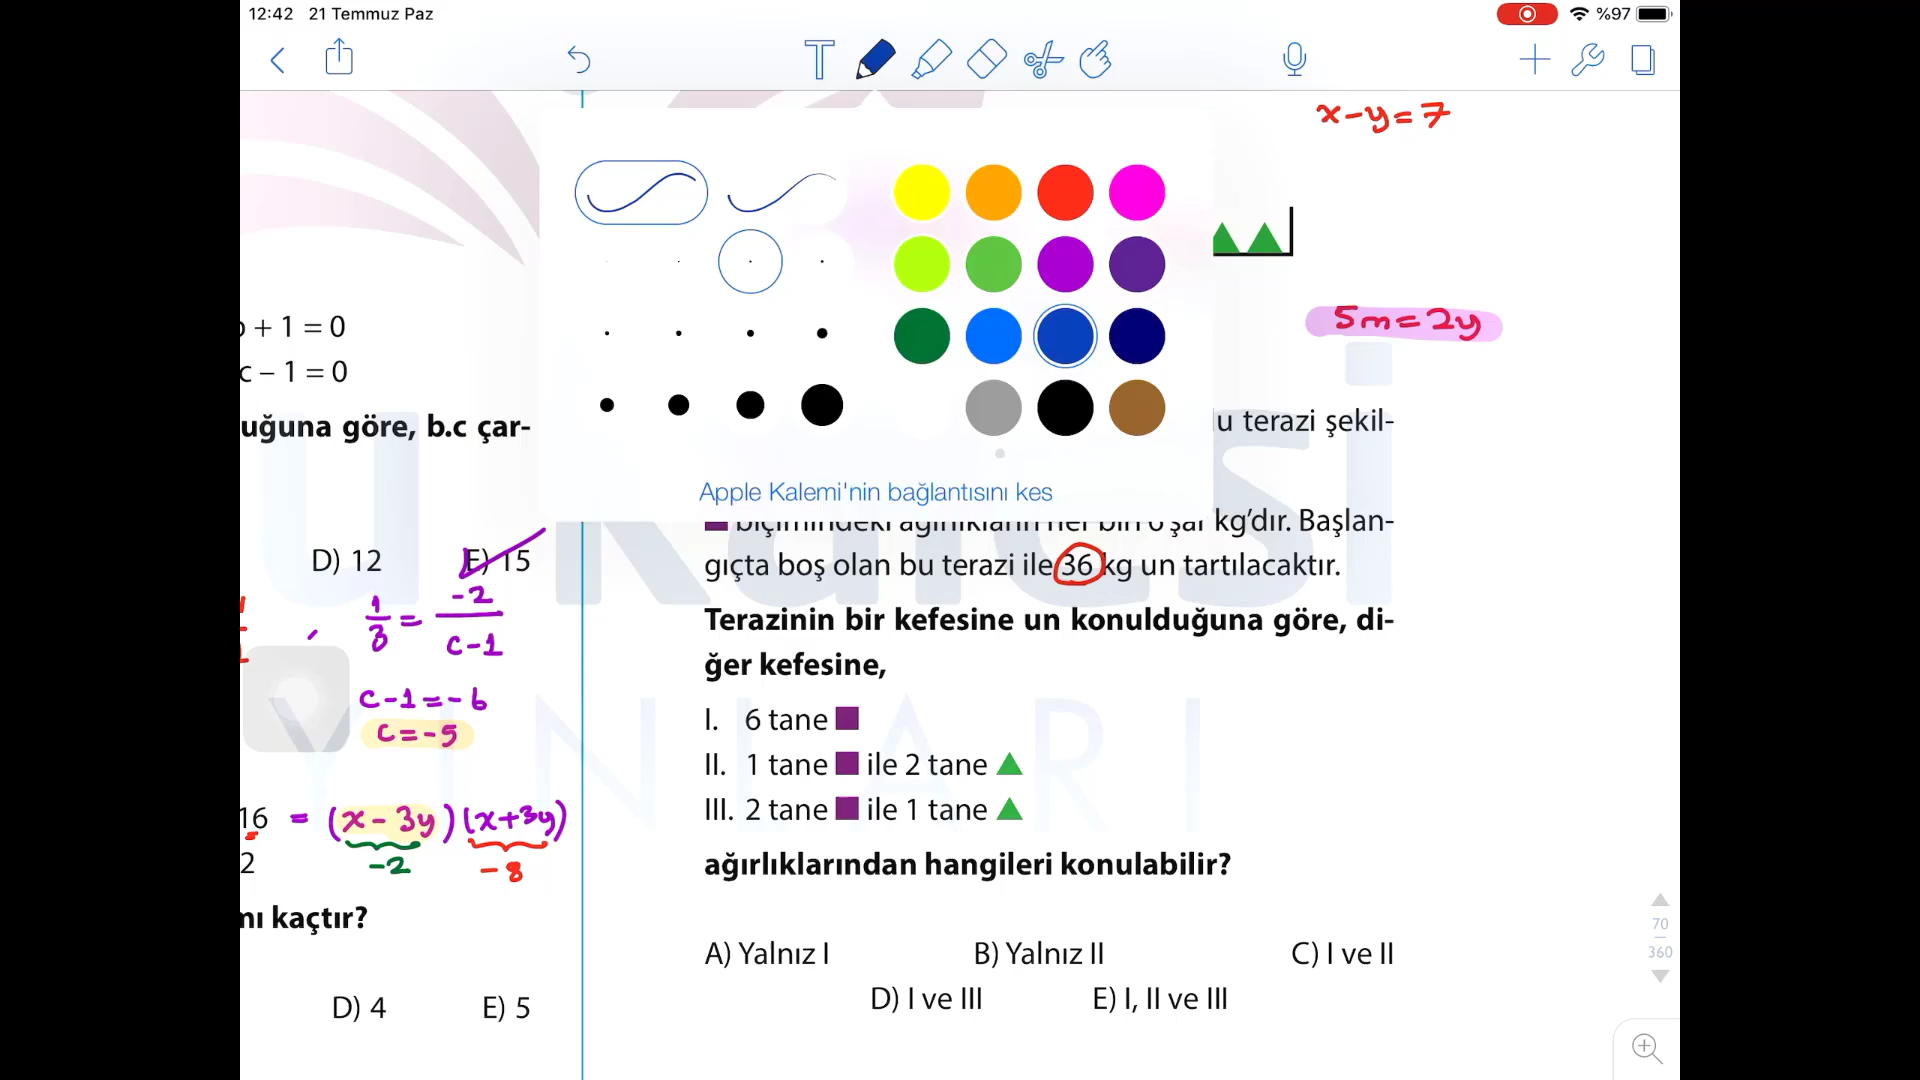 12:42 21 Temmuz Paz %97
x-y=7
+ 1 = 0
c – 1 = 0
uğuna göre, b.c çar-
D) 12 E) 15
1/3 = -2/c-1
c-1=-6
c=-5
16 = (x-3y)(x+3y)
-2 -8
2
mı kaçtır?
D) 4 E) 5
5m=2y
u terazi şekil-
Apple Kalemi'nin bağlantısını kes
kg'dır. Başlan-
gıçta boş olan bu terazi ile 36 kg un tartılacaktır.
Terazinin bir kefesine un konulduğuna göre, di-
ğer kefesine,
I. 6 tane
II. 1 tane ile 2 tane
III. 2 tane ile 1 tane
ağırlıklarından hangileri konulabilir?
A) Yalnız I B) Yalnız II C) I ve II
D) I ve III E) I, II ve III
70
360
YINLARI